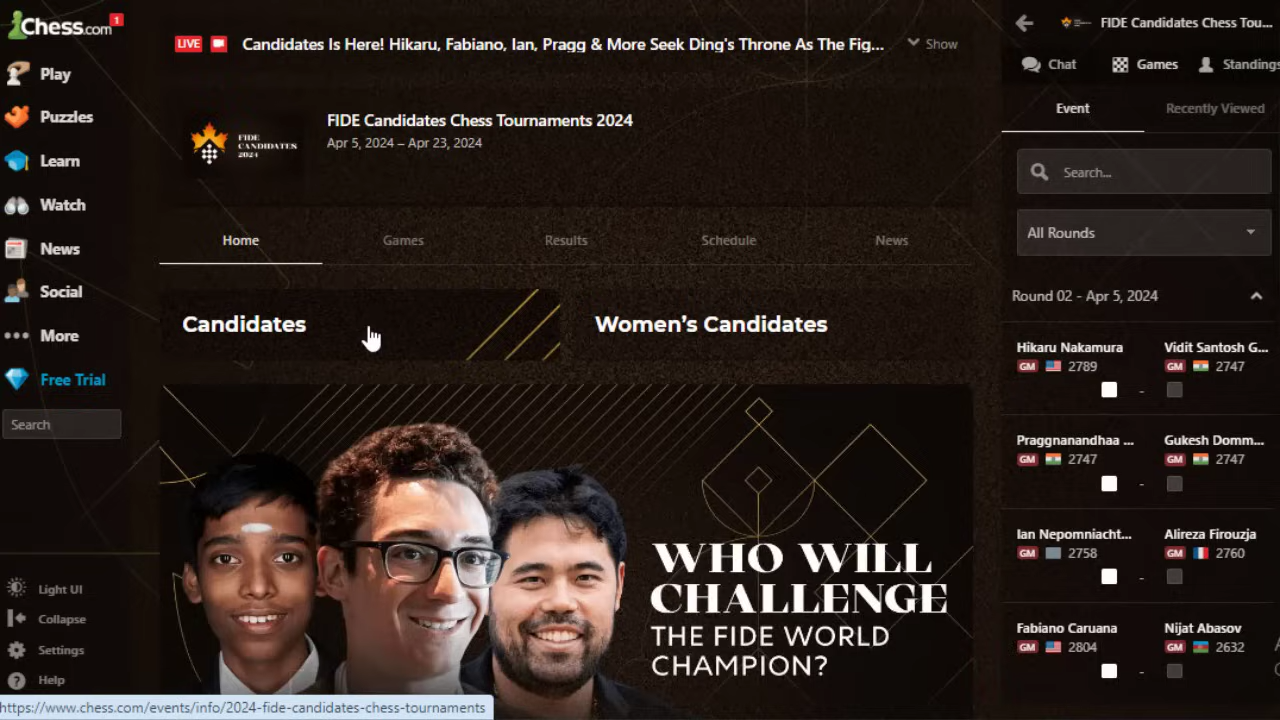 Chess.com
1
Play
Puzzles
Learn
Watch
News
Social
More
Free Trial
Search
Light UI
Collapse
Settings
Help
https://www.chess.com/events/info/2024-fide-candidates-chess-tournaments
LIVE
Candidates Is Here! Hikaru, Fabiano, Ian, Pragg & More Seek Ding's Throne As The Fig...
Show
FIDE
CANDIDATES
2024
FIDE Candidates Chess Tournaments 2024
Apr 5, 2024 – Apr 23, 2024
Home
Games
Results
Schedule
News
Candidates
Women's Candidates
WHO WILL
CHALLENGE
THE FIDE WORLD
CHAMPION?
FIDE Candidates Chess Tou...
Chat
Games
Standings
Event
Recently Viewed
Search...
All Rounds
Round 02 - Apr 5, 2024
Hikaru Nakamura
GM 2789
Vidit Santosh G...
GM 2747
-
Praggnanandhaa ...
GM 2747
Gukesh Domm...
GM 2747
-
Ian Nepomniacht...
GM 2758
Alireza Firouzja
GM 2760
-
Fabiano Caruana
GM 2804
Nijat Abasov
GM 2632
-